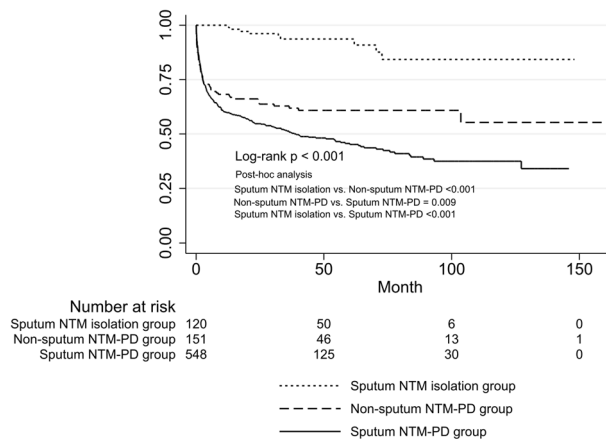 1.00
0.75
0.50
0.25
0.00
Log-rank p < 0.001
Post-hoc analysis
Sputum NTM isolation vs. Non-sputum NTM-PD <0.001
Non-sputum NTM-PD vs. Sputum NTM-PD = 0.009
Sputum NTM isolation vs. Sputum NTM-PD <0.001
0 50 100 150
Month
Number at risk
Sputum NTM isolation group 120 50 6 0
Non-sputum NTM-PD group 151 46 13 1
Sputum NTM-PD group 548 125 30 0
Sputum NTM isolation group
Non-sputum NTM-PD group
Sputum NTM-PD group